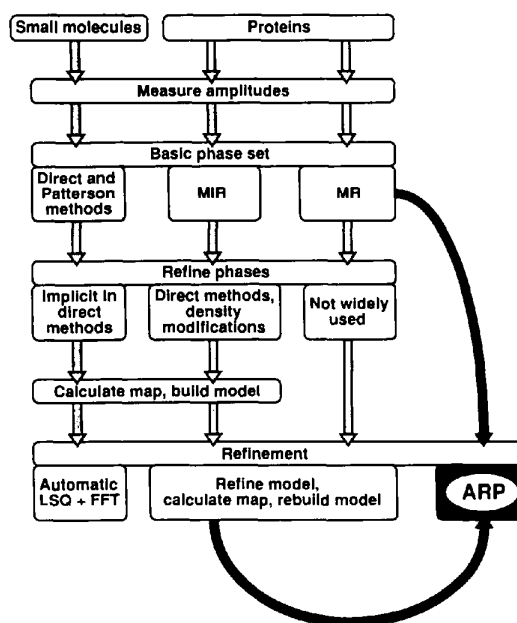 Small molecules
Proteins
Measure amplitudes
Basic phase set
Direct and
Patterson
methods
MIR
MR
Refine phases
Implicit in
direct
methods
Direct methods,
density
modifications
Not widely
used
Calculate map, build model
Refinement
Automatic
LSQ + FFT
Refine model,
calculate map, rebuild model
ARP